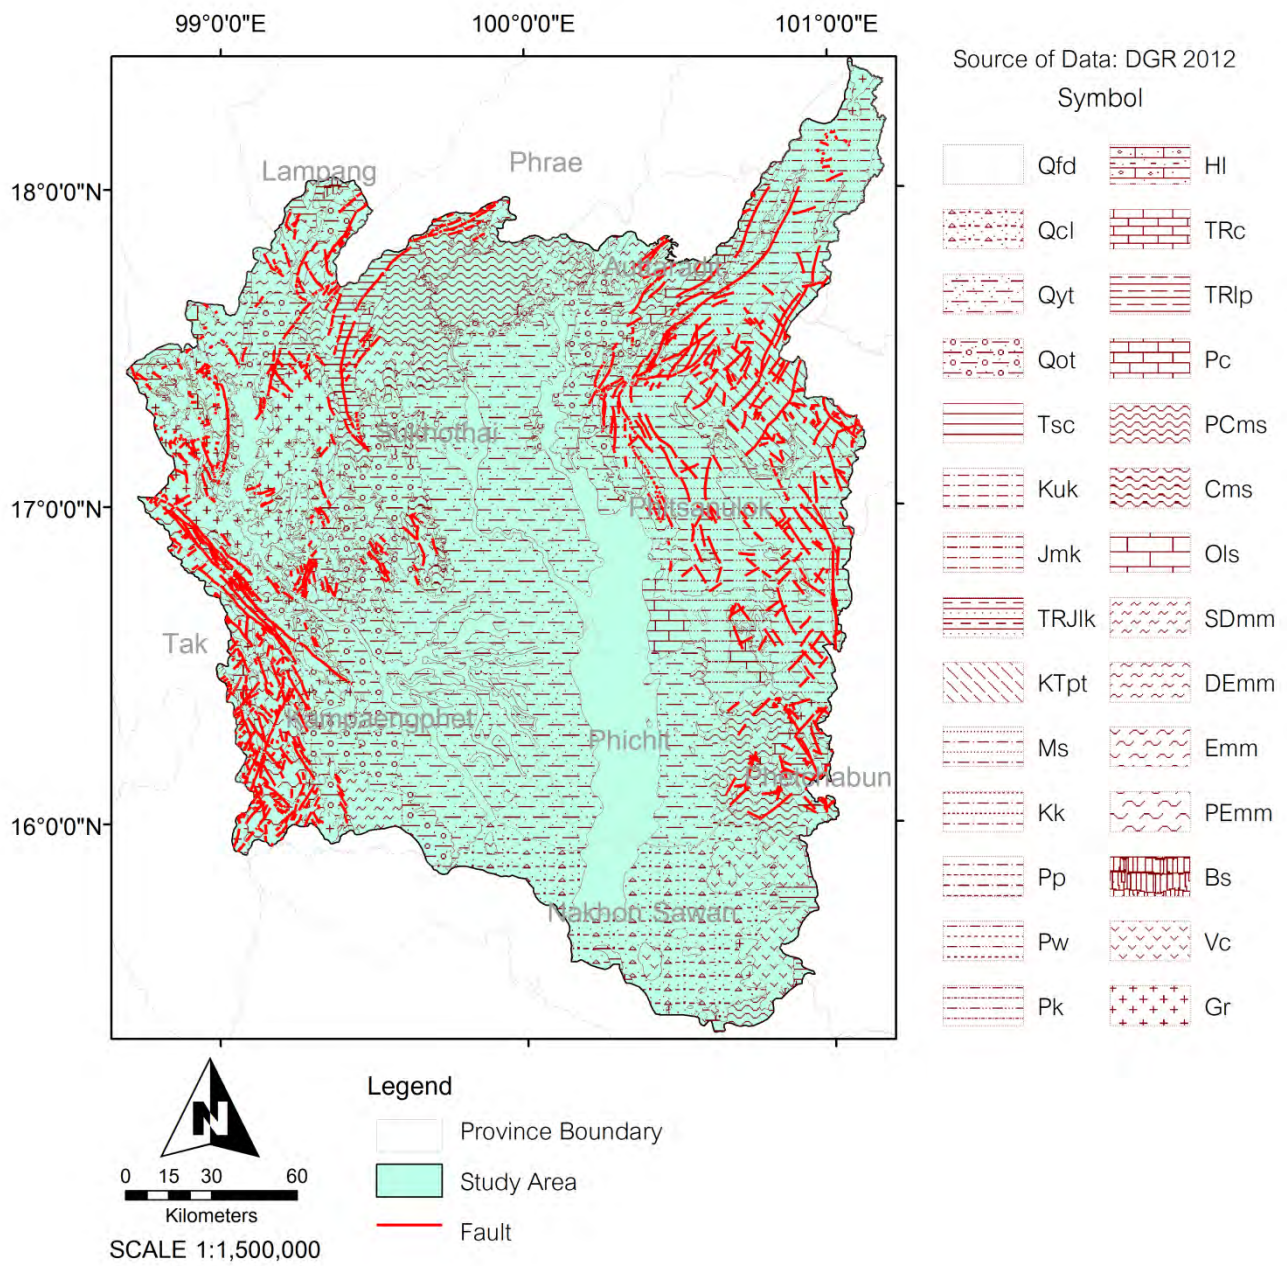 99°0'0"E
100°0'0"E
101°0'0"E
18°0'0"N
17°0'0"N
16°0'0"N
Lampang
Phrae
Auttaradit
Sukhothai
Phitsanulok
Tak
Kampaengphet
Phichit
Phetchabun
Nakhon Sawan
Source of Data: DGR 2012
Symbol
Qfd
Hl
Qcl
TRc
Qyt
TRlp
Qot
Pc
Tsc
PCms
Kuk
Cms
Jmk
Ols
TRJlk
SDmm
KTpt
DEmm
Ms
Emm
Kk
PEmm
Pp
Bs
Pw
Vc
Pk
Gr
N
0 15 30 60
Kilometers
SCALE 1:1,500,000
Legend
Province Boundary
Study Area
Fault